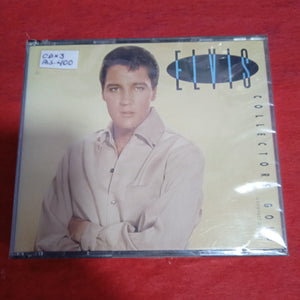 CD*3
Rs. 400
ELVIS
COLLECTORS GO